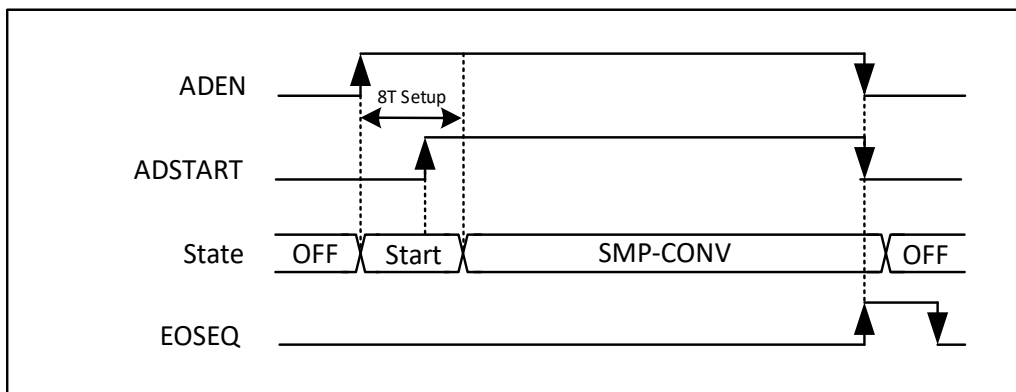 ADEN
8T Setup
ADSTART
State OFF Start SMP-CONV OFF
EOSEQ